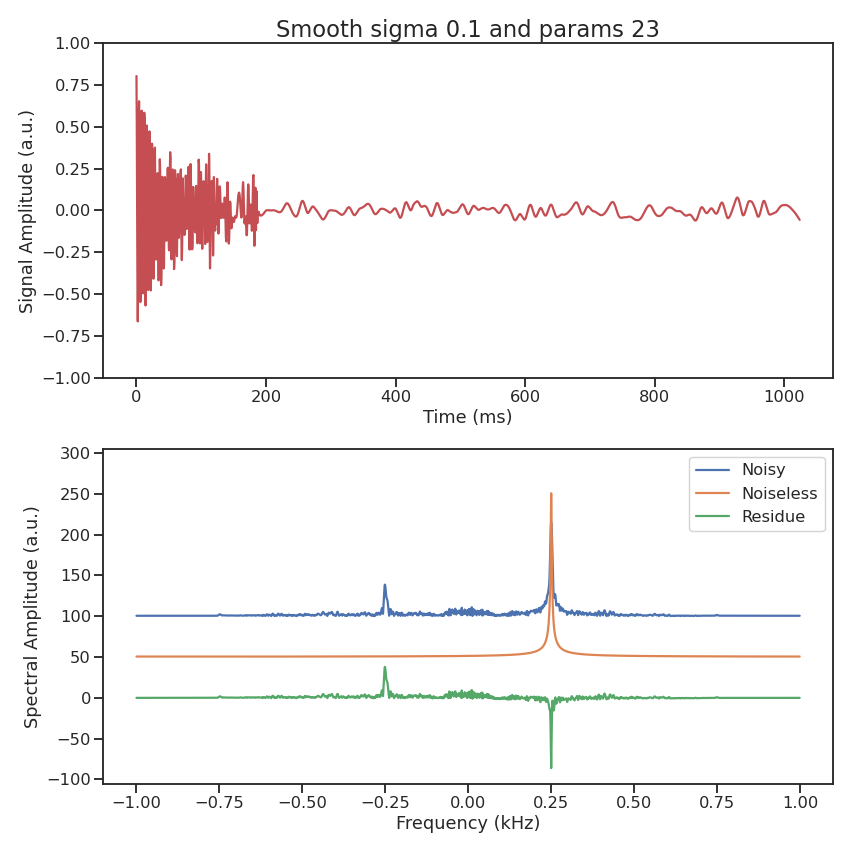 Smooth sigma 0.1 and params 23
1.00
0.75
0.50
0.25
0.00
−0.25
−0.50
−0.75
−1.00
Signal Amplitude (a.u.)
0 200 400 600 800 1000
Time (ms)
300
250
200
150
100
50
0
−50
−100
Spectral Amplitude (a.u.)
Noisy
Noiseless
Residue
−1.00 −0.75 −0.50 −0.25 0.00 0.25 0.50 0.75 1.00
Frequency (kHz)